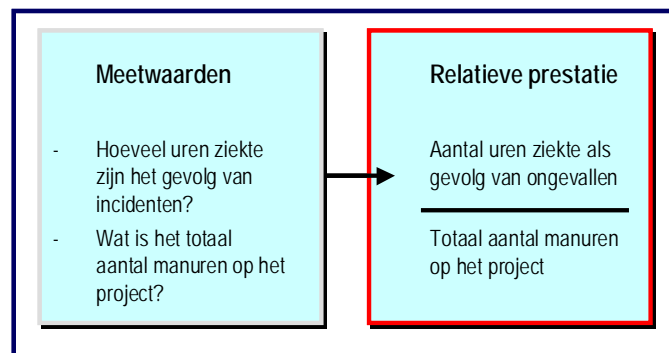 Meetwaarden
- Hoeveel uren ziekte
zijn het gevolg van
incidenten?
- Wat is het totaal
aantal manuren op het
project?
Relatieve prestatie
Aantal uren ziekte als
gevolg van ongevallen
Totaal aantal manuren
op het project